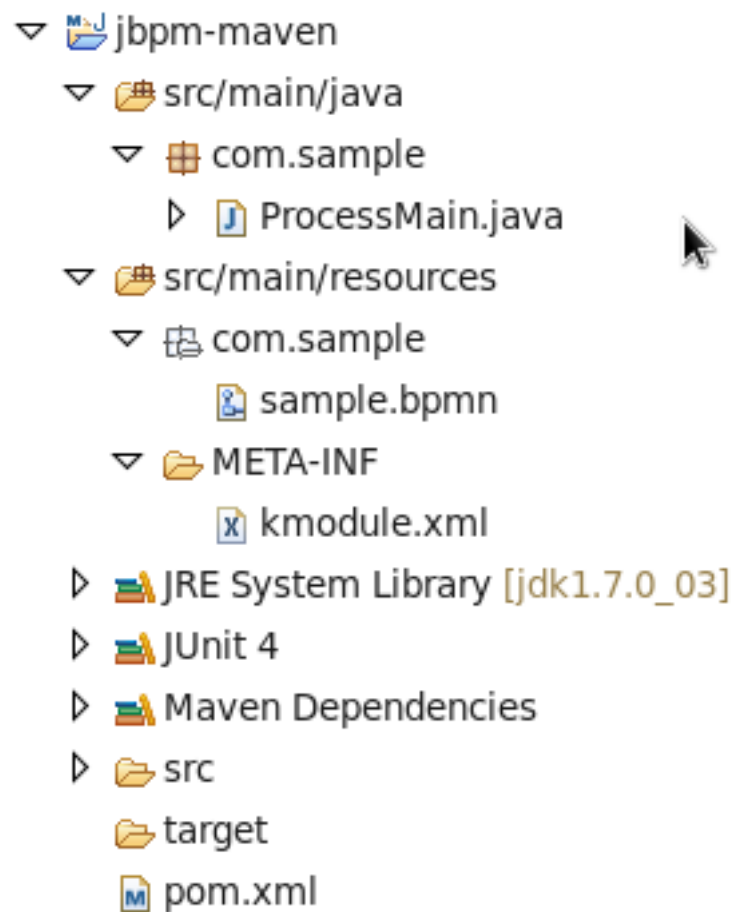 jbpm-maven
src/main/java
com.sample
ProcessMain.java
src/main/resources
com.sample
sample.bpmn
META-INF
kmodule.xml
JRE System Library [jdk1.7.0_03]
JUnit 4
Maven Dependencies
src
target
pom.xml